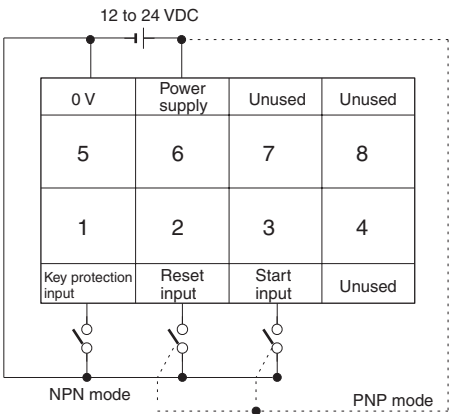 12 to 24 VDC
0 V
Power
supply
Unused
Unused
5
6
7
8
1
2
3
4
Key protection
input
Reset
input
Start
input
Unused
NPN mode
PNP mode